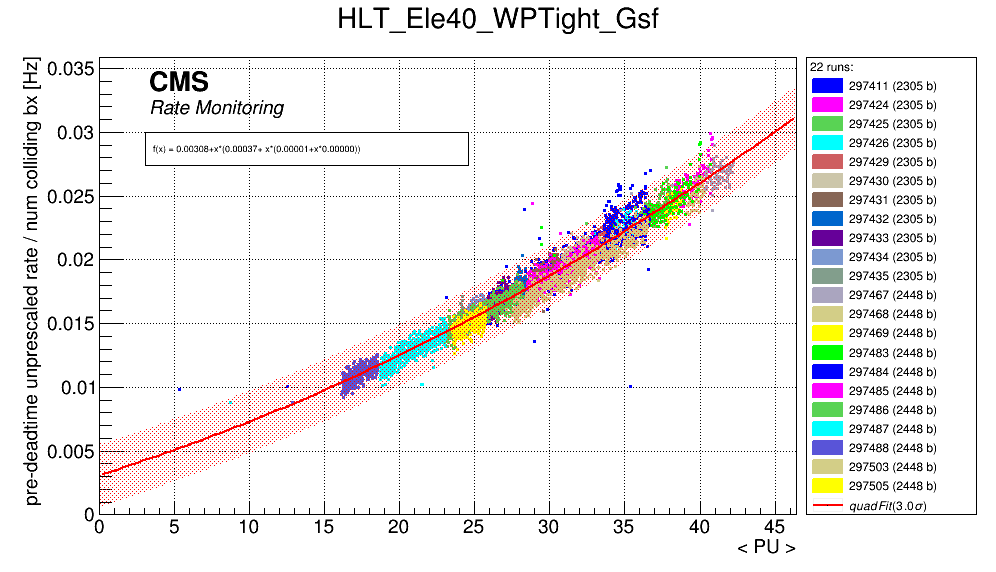 HLT_Ele40_WPTight_Gsf
pre-deadtime unprescaled rate / num colliding bx [Hz]
0.035
0.03
0.025
0.02
0.015
0.01
0.005
0
CMS
Rate Monitoring
f(x) = 0.00308+x*(0.00037+ x*(0.00001+x*0.00000))
0 5 10 15 20 25 30 35 40 45
< PU >
22 runs:
297411 (2305 b)
297424 (2305 b)
297425 (2305 b)
297426 (2305 b)
297429 (2305 b)
297430 (2305 b)
297431 (2305 b)
297432 (2305 b)
297433 (2305 b)
297434 (2305 b)
297435 (2305 b)
297467 (2448 b)
297468 (2448 b)
297469 (2448 b)
297483 (2448 b)
297484 (2448 b)
297485 (2448 b)
297486 (2448 b)
297487 (2448 b)
297488 (2448 b)
297503 (2448 b)
297505 (2448 b)
quadFit(3.0σ)